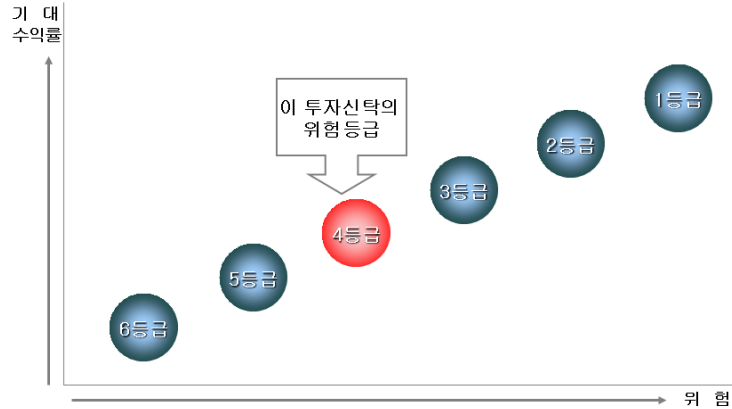 기 대
수익률
이 투자신탁의
위험등급
1등급
2등급
3등급
4등급
5등급
6등급
위 험